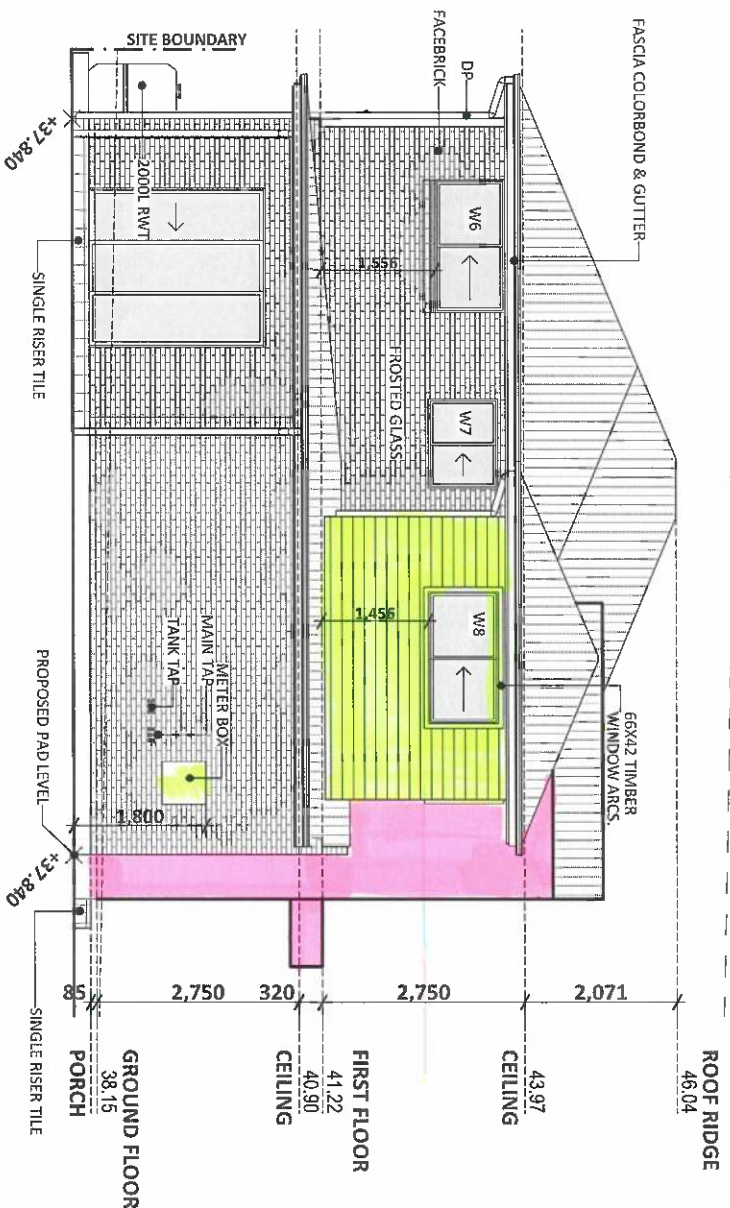 SITE BOUNDARY
FACEBRICK
DP
FASCIA COLORBOND & GUTTER
+37.840
2000L RWT
SINGLE RISER TILE
W6
1,556
FROSTED GLASS
W7
W8
1,456
66X42 TIMBER
WINDOW ARCS.
METER BOX
MAIN TAP
TANK TAP
1,800
PROPOSED PAD LEVEL
+37.840
SINGLE RISER TILE
85
2,750
320
2,750
2,071
ROOF RIDGE
46.04
43.97
CEILING
FIRST FLOOR
41.22
40.90
CEILING
GROUND FLOOR
38.15
PORCH